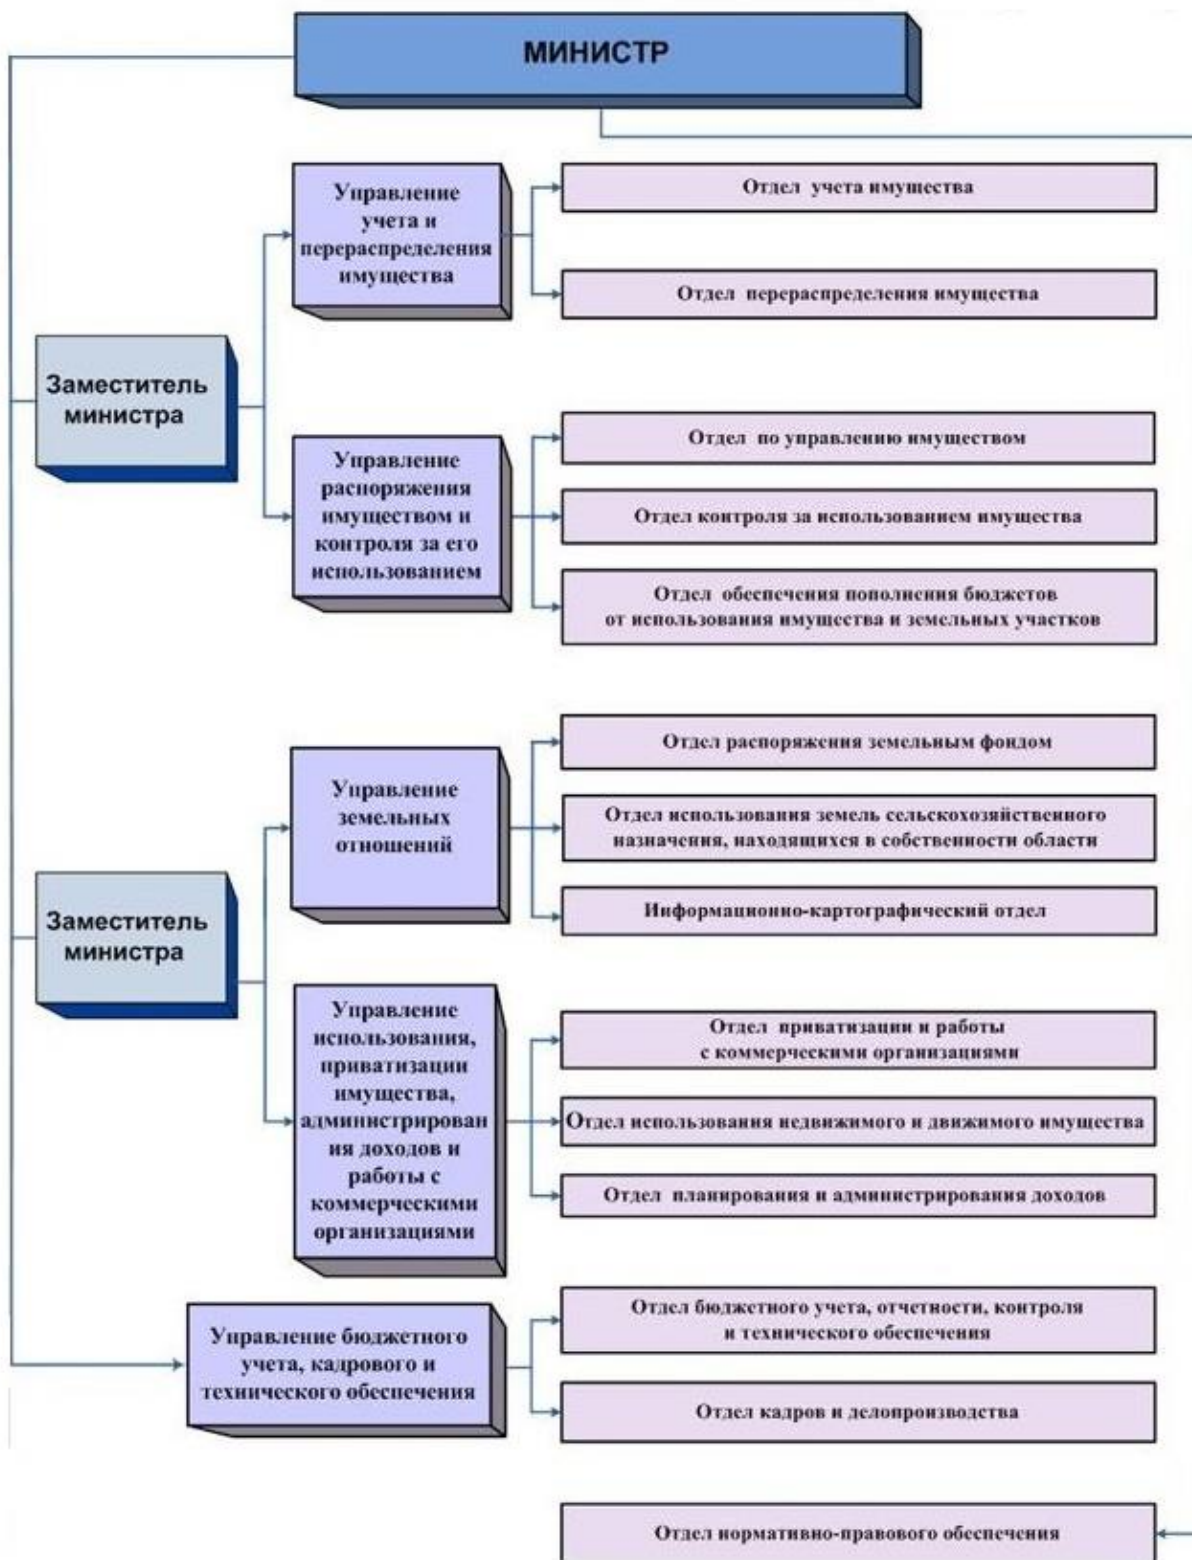 МИНИСТР
Управление
учета и
перераспределения
имущества
Отдел учета имущества
Отдел перераспределения имущества
Заместитель
министра
Управление
распоряжения
имуществом и
контроля за его
использованием
Отдел по управлению имуществом
Отдел контроля за использованием имущества
Отдел обеспечения пополнения бюджетов
от использования имущества и земельных участков
Управление
земельных
отношений
Отдел распоряжения земельным фондом
Отдел использования земель сельскохозяйственного
назначения, находящихся в собственности области
Информационно-картографический отдел
Заместитель
министра
Управление
использования,
приватизации
имущества,
администрирован
ия доходов и
работы с
коммерческими
организациями
Отдел приватизации и работы
с коммерческими организациями
Отдел использования недвижимого и движимого имущества
Отдел планирования и администрирования доходов
Управление бюджетного
учета, кадрового и
технического обеспечения
Отдел бюджетного учета, отчетности, контроля
и технического обеспечения
Отдел кадров и делопроизводства
Отдел нормативно-правового обеспечения